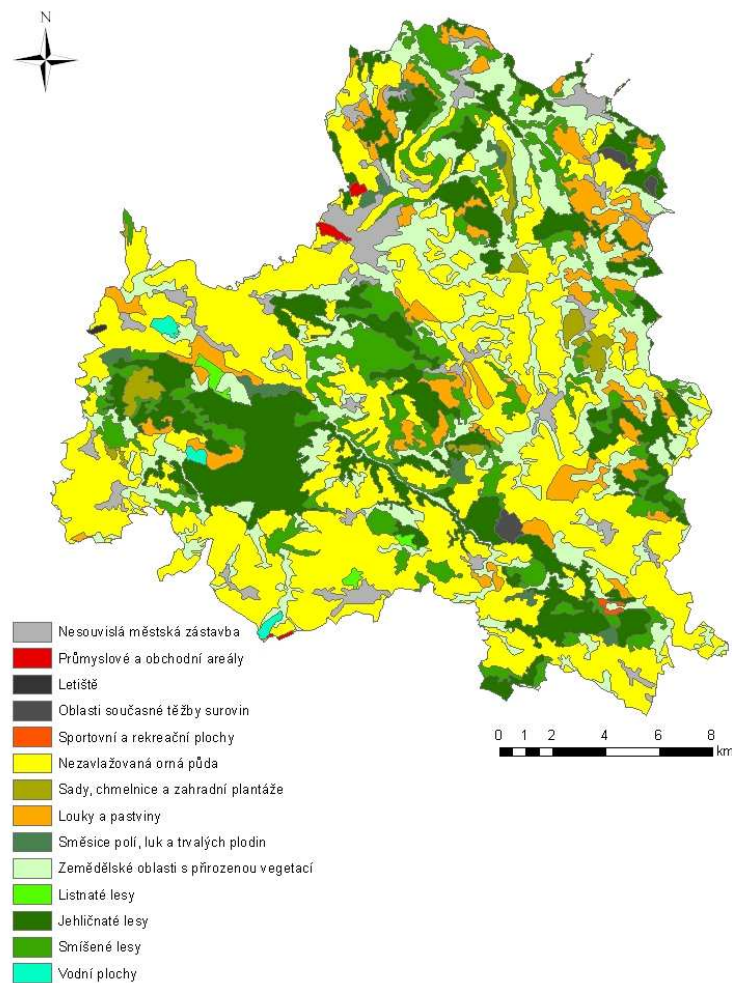 N
Nesouvislá městská zástavba
Průmyslové a obchodní areály
Letiště
Oblasti současné těžby surovin
Sportovní a rekreační plochy
Nezavlažovaná orná půda
Sady, chmelnice a zahradní plantáže
Louky a pastviny
Směsice polí, luk a trvalých plodin
Zemědělské oblasti s přirozenou vegetací
Listnaté lesy
Jehličnaté lesy
Smíšené lesy
Vodní plochy
0 1 2 4 6 8
km